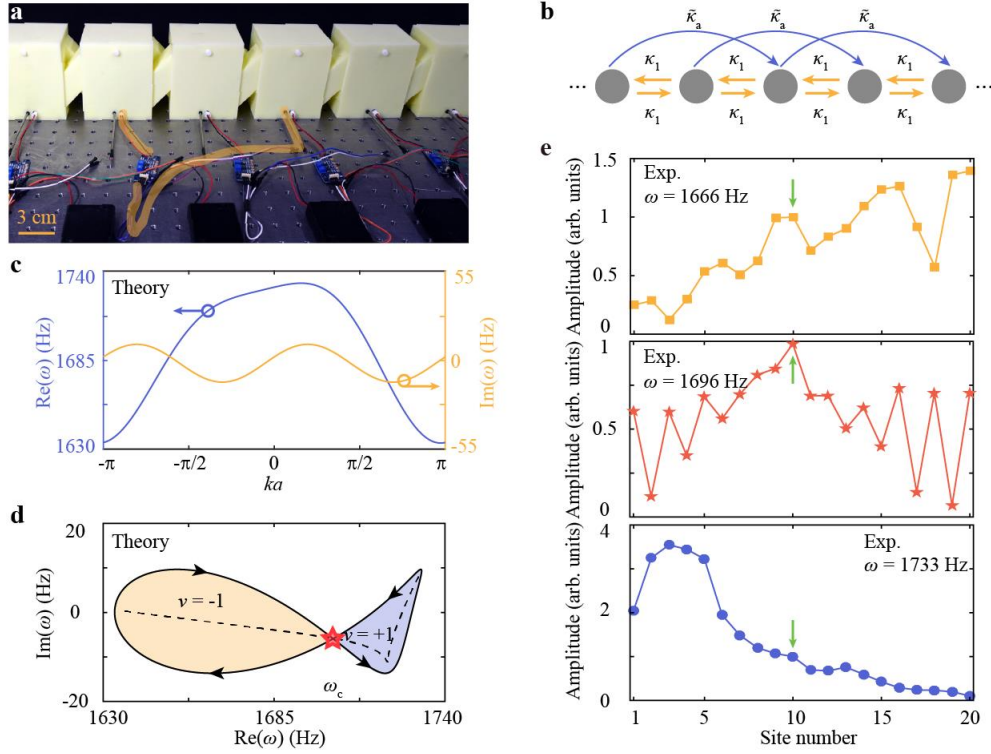 a
3 cm
b
κ̃a κ̃a κ̃a
κ1 κ1 κ1 κ1
... ...
κ1 κ1 κ1 κ1
c
1740 55
Theory
Re(ω) (Hz)
1685 0
Im(ω) (Hz)
1630 -55
-π -π/2 0 π/2 π
ka
d
20
Theory
Im(ω) (Hz)
0
ν = -1
ν = +1
ωc
-20
1630 1685 1740
Re(ω) (Hz)
e
1.5
Exp.
ω = 1666 Hz
Amplitude (arb. units)
1
0.5
0
1
Exp.
ω = 1696 Hz
Amplitude (arb. units)
0.5
0
4
Exp.
ω = 1733 Hz
Amplitude (arb. units)
2
0
1 5 10 15 20
Site number